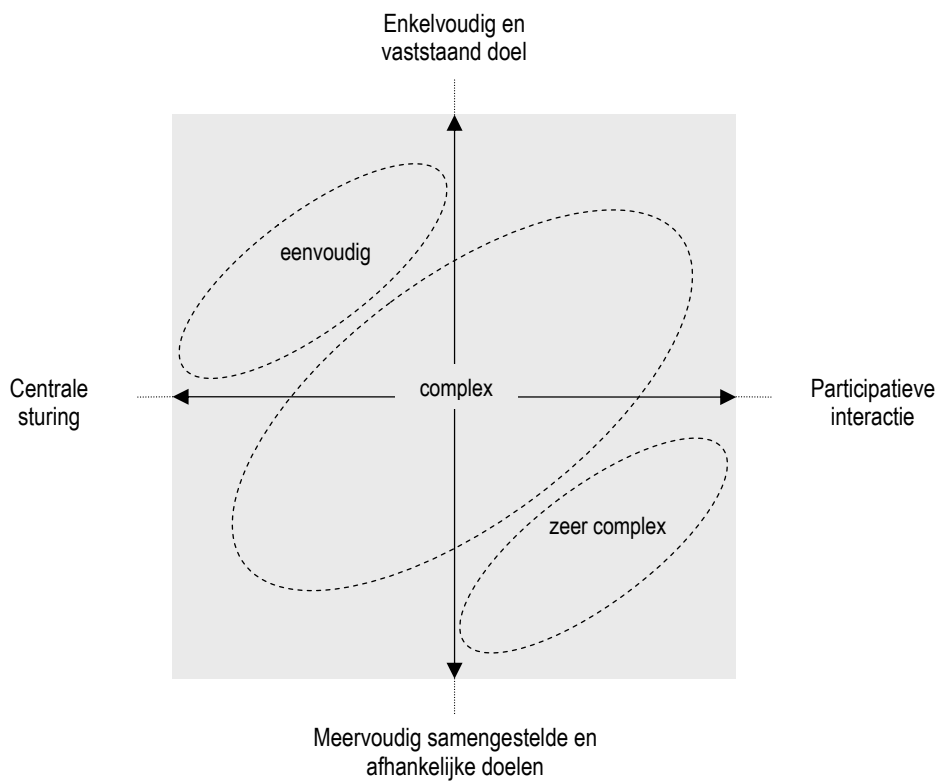 Enkelvoudig en
vaststaand doel
eenvoudig
Centrale
sturing
complex
Participatieve
interactie
zeer complex
Meervoudig samengestelde en
afhankelijke doelen